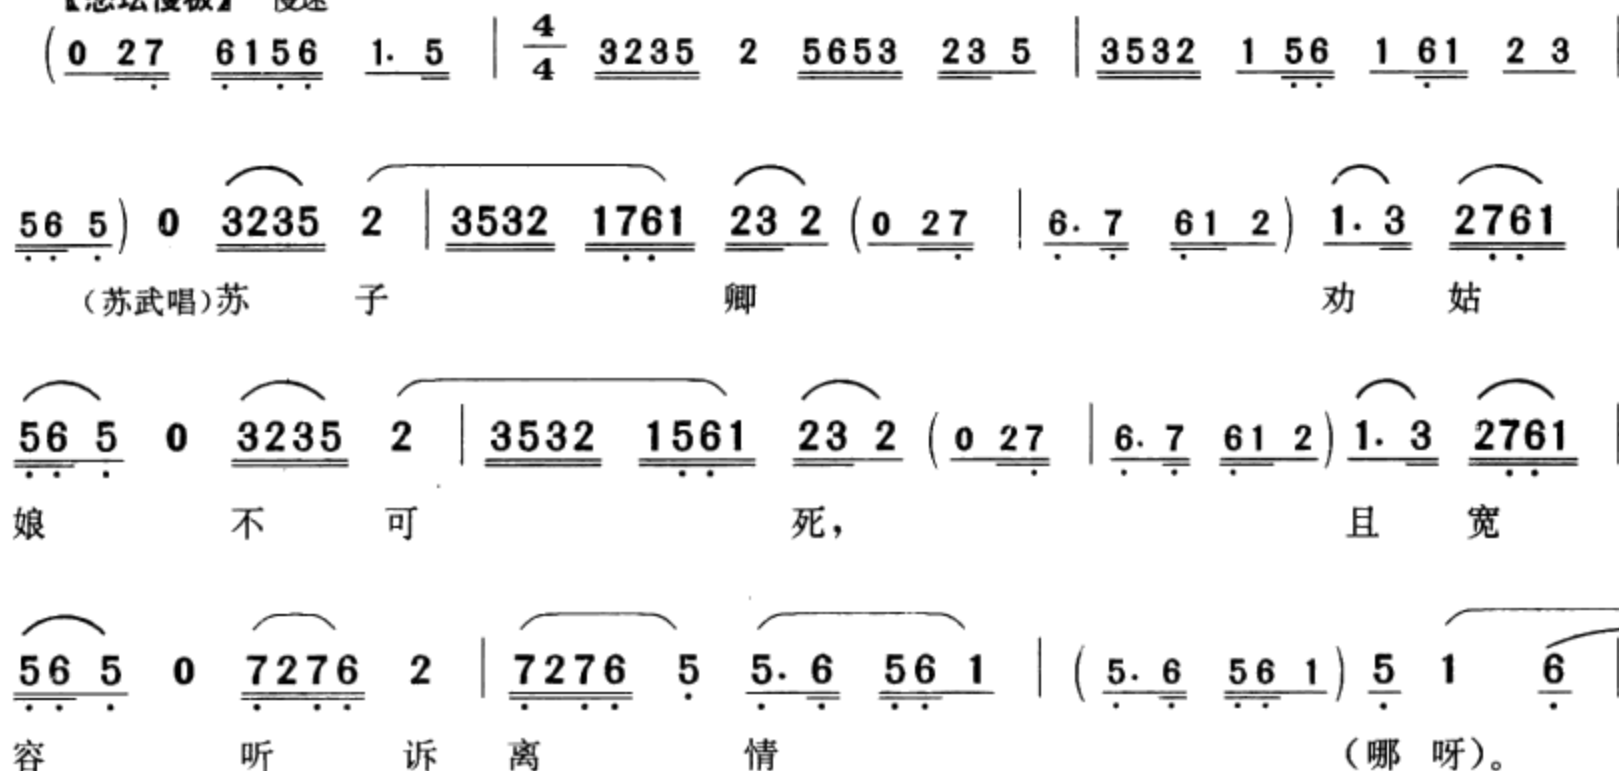 慢速
( 0 27 6156 1. 5 | 4/4 3235 2 5653 23 5 | 3532 1 56 1 61 2 3 |
56 5 ) 0 3235 2 | 3532 1761 23 2 ( 0 27 | 6. 7 61 2 ) 1. 3 2761 |
(苏武唱)苏 子 卿 劝 姑
56 5 0 3235 2 | 3532 1561 23 2 ( 0 27 | 6. 7 61 2 ) 1. 3 2761 |
娘 不 可 死, 且 宽
56 5 0 7276 2 | 7276 5 5. 6 56 1 | ( 5. 6 56 1 ) 5 1 6 |
容 听 诉 离 情 (哪 呀)。